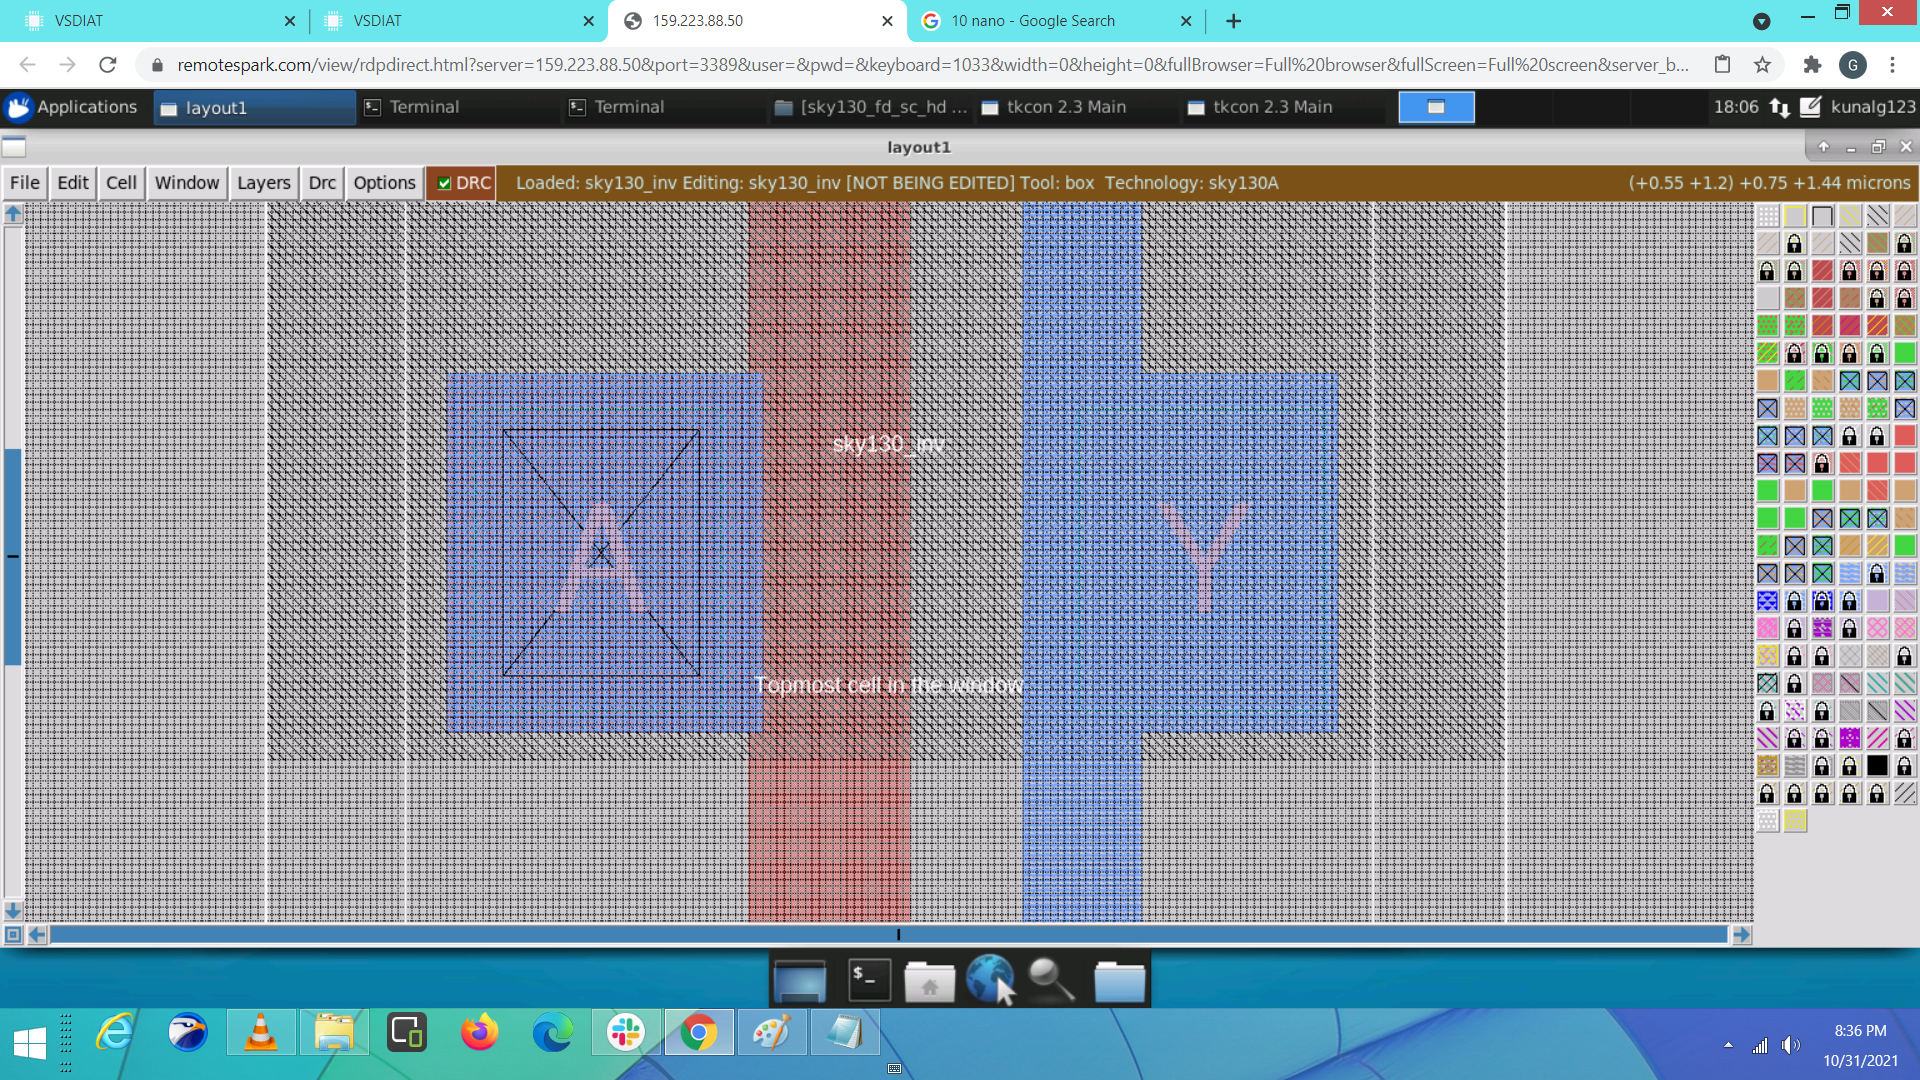 VSDIAT
VSDIAT
159.223.88.50
10 nano - Google Search
remotespark.com/view/rdpdirect.html?server=159.223.88.50&port=3389&user=&pwd=&keyboard=1033&width=0&height=0&fullBrowser=Full%20browser&fullScreen=Full%20screen&server_b...
G
Applications
layout1
Terminal
Terminal
[sky130_fd_sc_hd ...
tkcon 2.3 Main
tkcon 2.3 Main
18:06
kunalg123
layout1
File Edit Cell Window Layers Drc Options DRC
Loaded: sky130_inv Editing: sky130_inv [NOT BEING EDITED] Tool: box Technology: sky130A
(+0.55 +1.2) +0.75 +1.44 microns
sky130_inv
A
Y
Topmost cell in the window
8:36 PM
10/31/2021